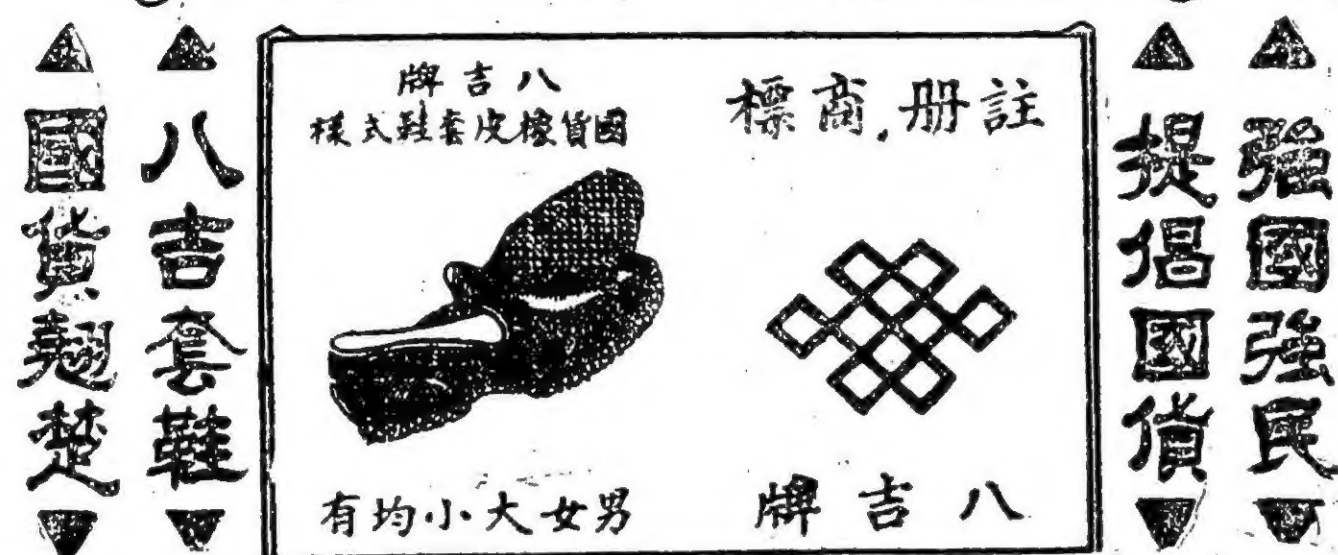 強國強民
提倡國貨
註册商標
八吉牌
八吉牌
國貨橡皮套鞋式樣
男女大小均有
八吉套鞋
國貨翹楚